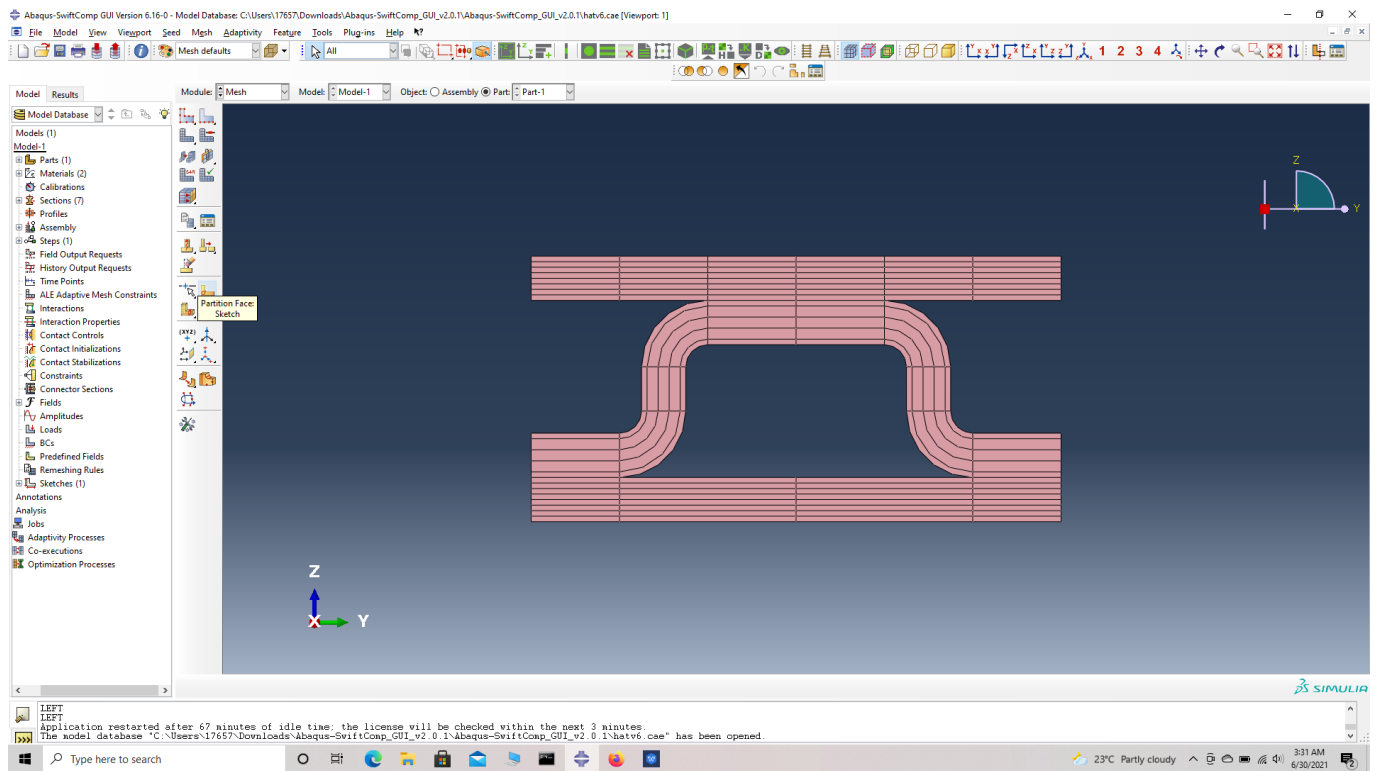 Abaqus-SwiftComp GUI Version 6.16-0 - Model Database: C:\Users\17657\Downloads\Abaqus-SwiftComp_GUI_v2.0.1\Abaqus-SwiftComp_GUI_v2.0.1\hatv6.cae [Viewport: 1]
File Model View Viewport Seed Mesh Adaptivity Feature Tools Plug-ins Help
Mesh defaults All 1 2 3 4
Model Results Module: Mesh Model: Model-1 Object: Assembly Part: Part-1
Model Database
Models (1)
Model-1
Parts (1)
Materials (2)
Calibrations
Sections (7)
Profiles
Assembly
Steps (1)
Field Output Requests
History Output Requests
Time Points
ALE Adaptive Mesh Constraints
Interactions
Interaction Properties
Contact Controls
Contact Initializations
Contact Stabilizations
Constraints
Connector Sections
Fields
Amplitudes
Loads
BCs
Predefined Fields
Remeshing Rules
Sketches (1)
Annotations
Analysis
Jobs
Adaptivity Processes
Co-executions
Optimization Processes
Partition Face:
Sketch
(XYZ)
Z
X Y
Z
X Y
SIMULIA
LEFT
LEFT
Application restarted after 67 minutes of idle time; the license will be checked within the next 3 minutes
The model database "C:\Users\17657\Downloads\Abaqus-SwiftComp_GUI_v2.0.1\Abaqus-SwiftComp_GUI_v2.0.1\hatv6.cae" has been opened.
Type here to search
23°C Partly cloudy
3:31 AM
6/30/2021